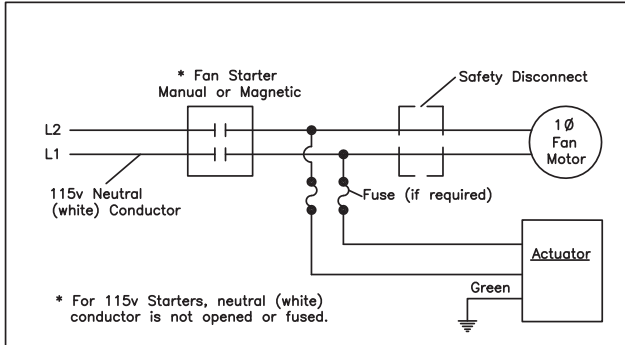 * Fan Starter
Manual or Magnetic
Safety Disconnect
L2
L1
1Ø
Fan
Motor
115v Neutral
(white) Conductor
Fuse (if required)
Actuator
Green
* For 115v Starters, neutral (white)
conductor is not opened or fused.